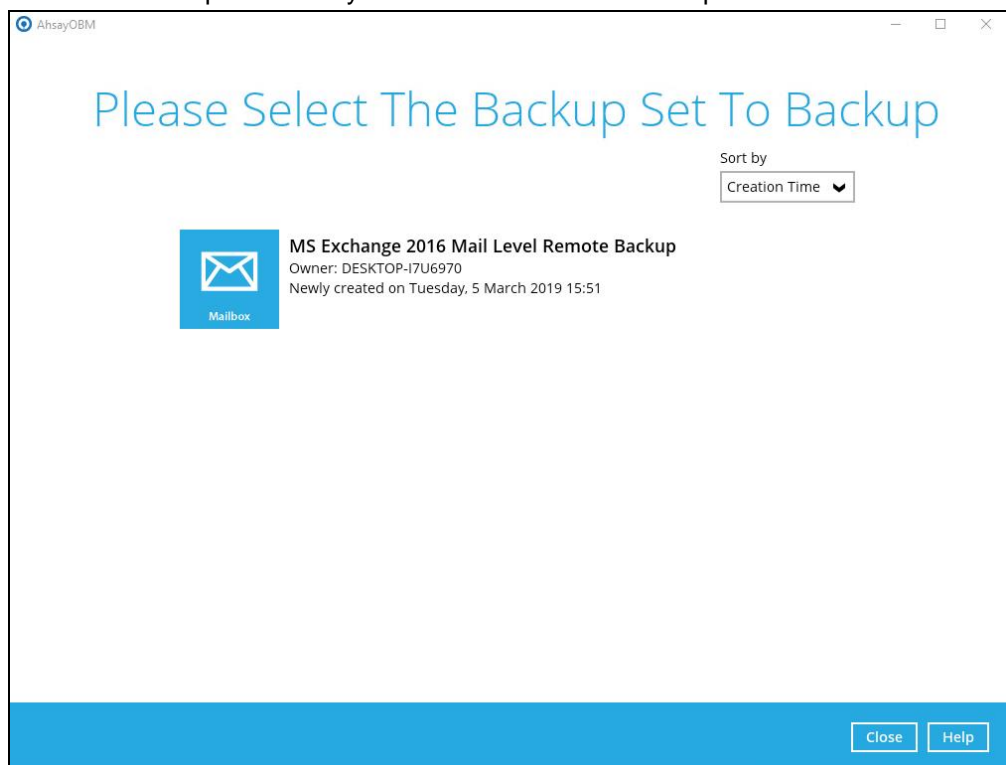 AhsayOBM
Please Select The Backup Set To Backup
Sort by
Creation Time
MS Exchange 2016 Mail Level Remote Backup
Owner: DESKTOP-I7U6970
Newly created on Tuesday, 5 March 2019 15:51
Mailbox
Close Help